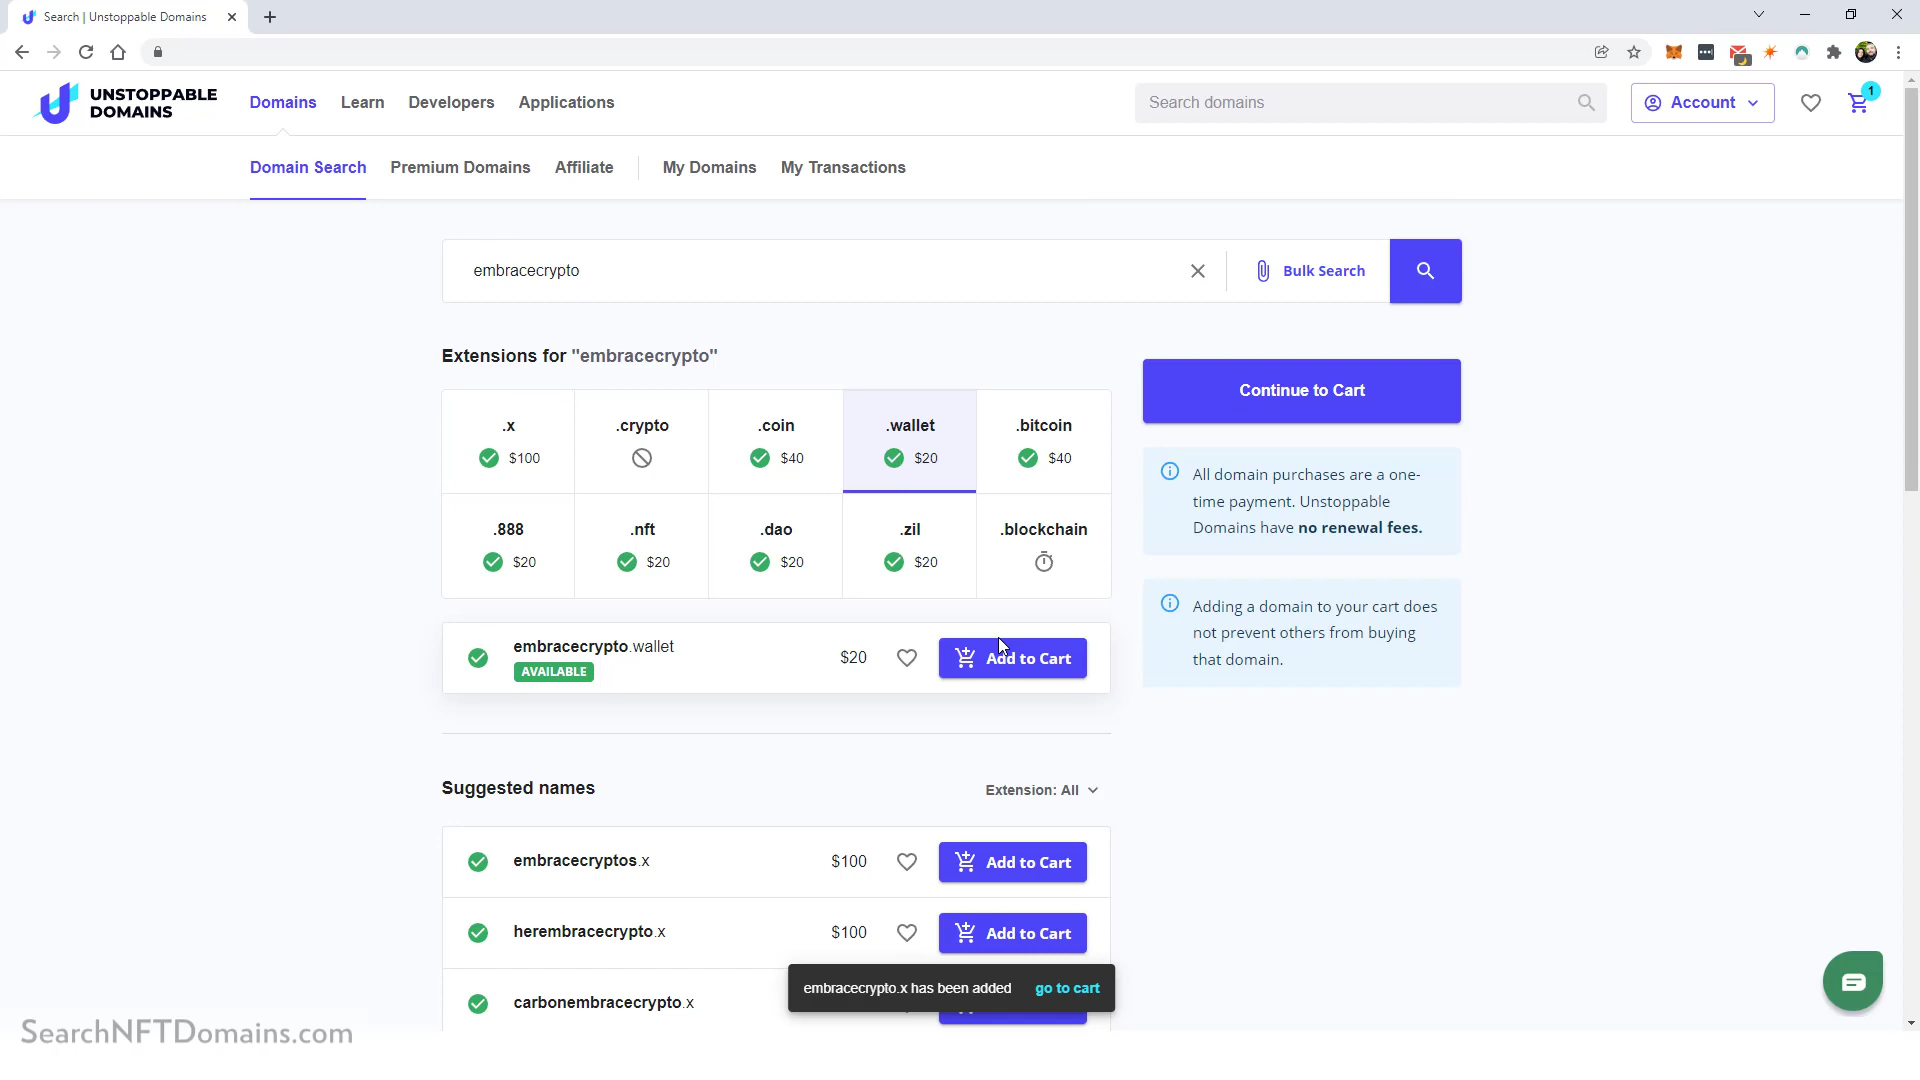 Search | Unstoppable Domains
UNSTOPPABLE
DOMAINS
Domains
Learn
Developers
Applications
Search domains
Account
1
Domain Search
Premium Domains
Affiliate
My Domains
My Transactions
embracecrypto
Bulk Search
Extensions for "embracecrypto"
.x
$100
.crypto
.coin
$40
.wallet
$20
.bitcoin
$40
.888
$20
.nft
$20
.dao
$20
.zil
$20
.blockchain
Continue to Cart
All domain purchases are a one-
time payment. Unstoppable
Domains have no renewal fees.
Adding a domain to your cart does
not prevent others from buying
that domain.
embracecrypto.wallet
AVAILABLE
$20
Add to Cart
Suggested names
Extension: All
embracecryptos.x
$100
Add to Cart
herembracecrypto.x
$100
Add to Cart
carbonembracecrypto.x
embracecrypto.x has been added
go to cart
SearchNFTDomains.com